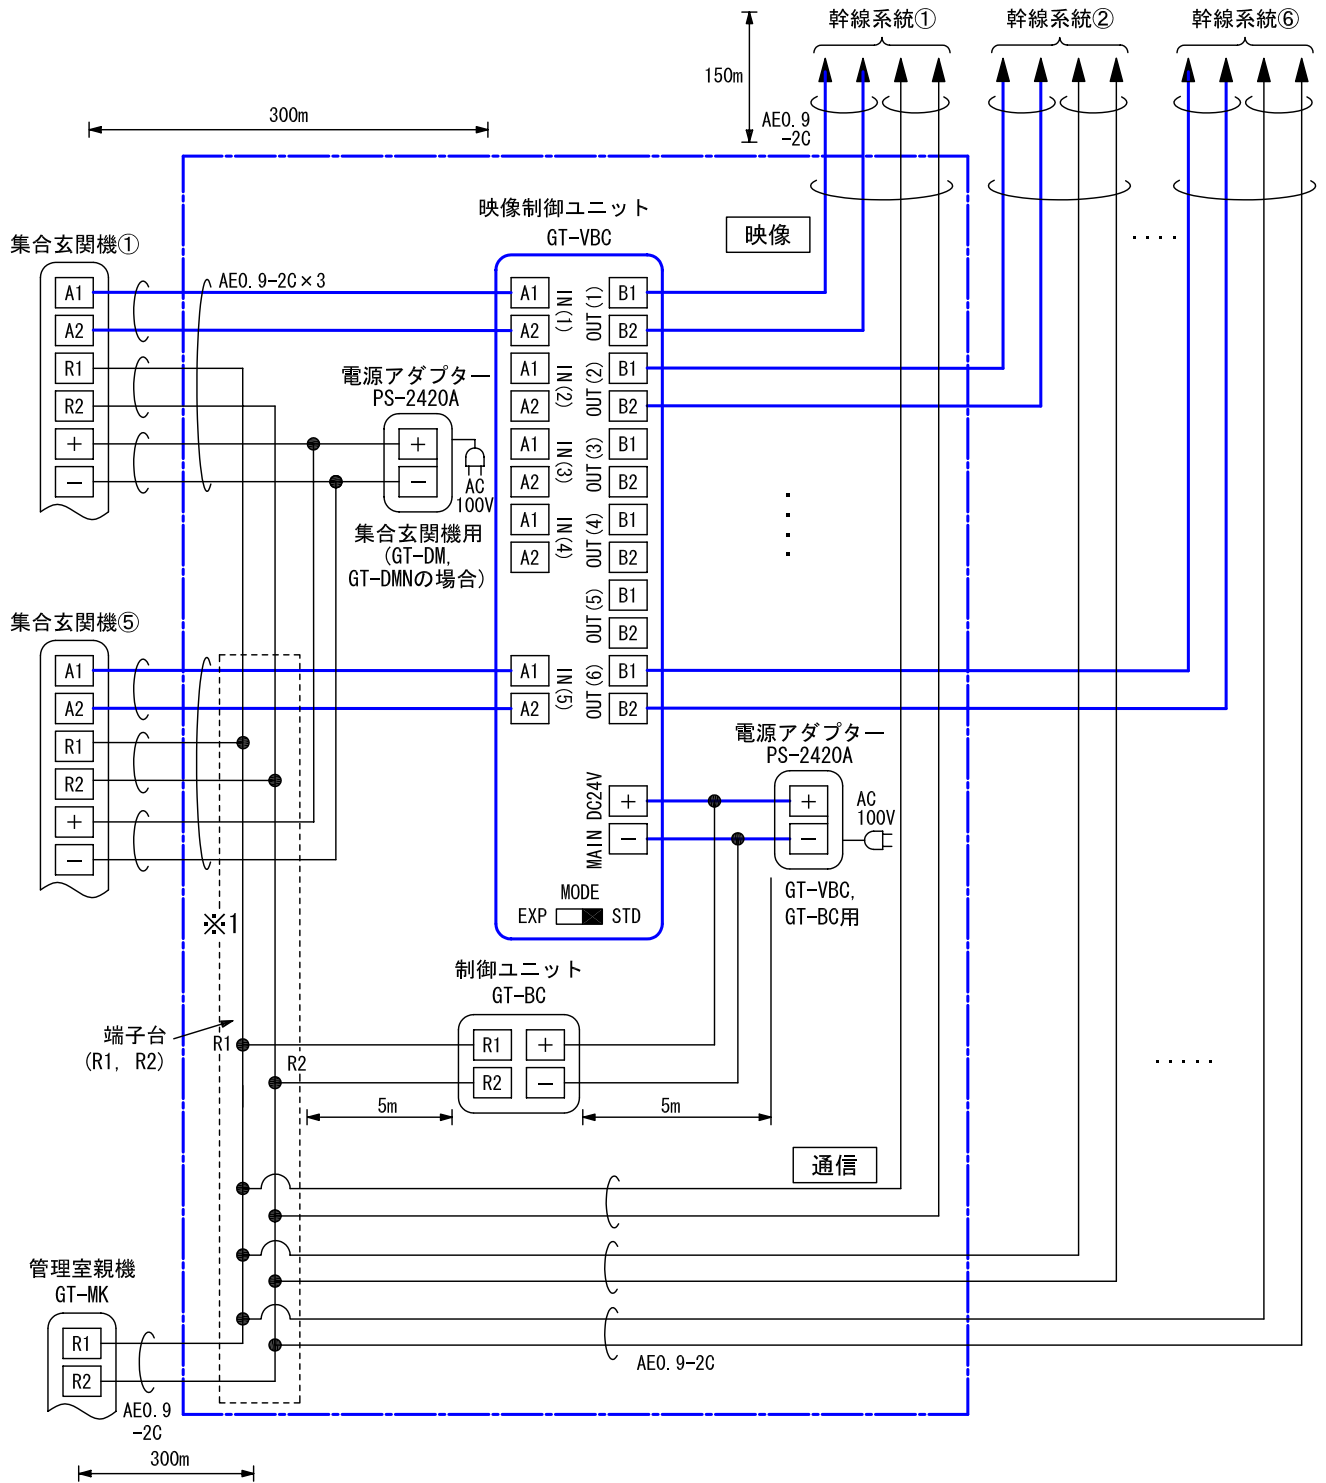 幹線系統①
幹線系統②
幹線系統⑥
150m
300m
AE0.9
-2C
映像制御ユニット
GT-VBC
映像
・・・・
集合玄関機①
AE0.9-2C×3
A1
A2
R1
R2
+
-
電源アダプター
PS-2420A
+
-
AC
100V
集合玄関機用
(GT-DM,
GT-DMNの場合)
A1
A2
IN(1)
A1
A2
IN(2)
A1
A2
IN(3)
A1
A2
IN(4)
A1
A2
IN(5)
OUT(1)
B1
B2
OUT(2)
B1
B2
OUT(3)
B1
B2
OUT(4)
B1
B2
OUT(5)
B1
B2
OUT(6)
B1
B2
・・・・
集合玄関機⑤
A1
A2
R1
R2
+
-
MAIN DC24V
+
-
MODE
EXP
STD
電源アダプター
PS-2420A
+
-
AC
100V
GT-VBC,
GT-BC用
※1
制御ユニット
GT-BC
R1
R2
+
-
端子台
(R1, R2)
R1
R2
5m
5m
・・・・・
通信
管理室親機
GT-MK
R1
R2
AE0.9-2C
AE0.9
-2C
300m